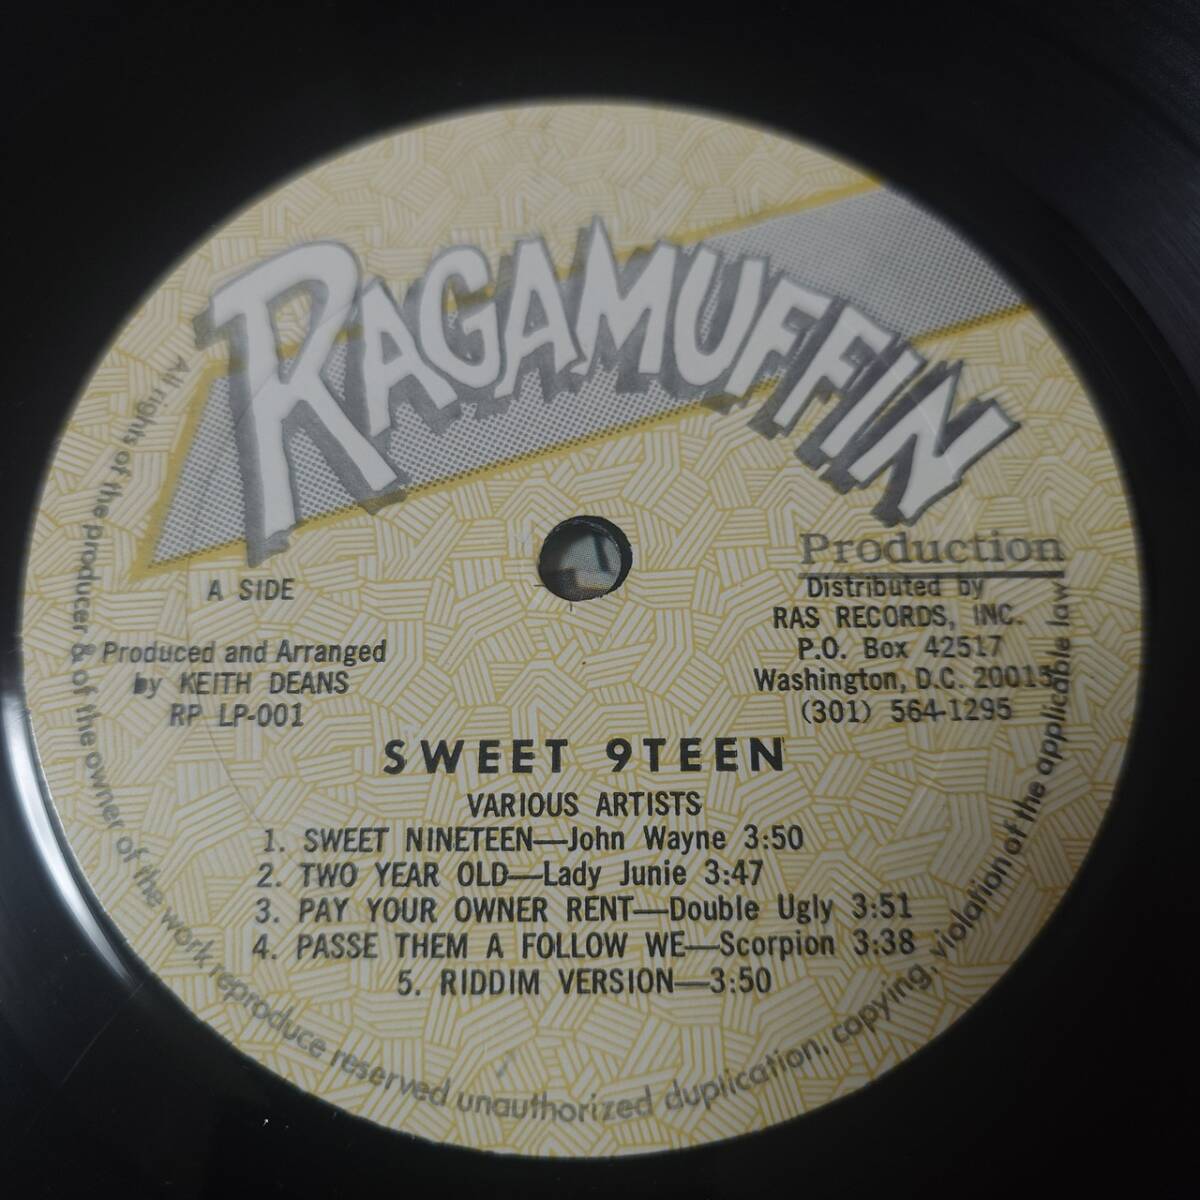 RAGAMUFFIN
Production
A SIDE
Produced and Arranged
by KEITH DEANS
RP LP-001
Distributed by
RAS RECORDS, INC.
P.O. Box 42517
Washington, D.C. 20015
(301) 564-1295
SWEET 9TEEN
VARIOUS ARTISTS
1. SWEET NINETEEN—John Wayne 3:50
2. TWO YEAR OLD—Lady Junie 3:47
3. PAY YOUR OWNER RENT—Double Ugly 3:51
4. PASSE THEM A FOLLOW WE—Scorpion 3:38
5. RIDDIM VERSION—3:50
All rights of the producer & of the owner of the work reproduce reserved unauthorized duplication, copying, violation of the applicable law